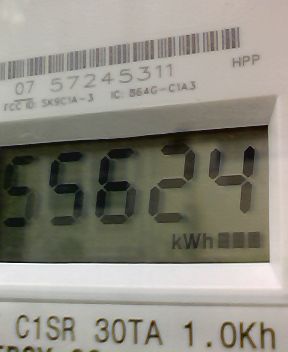 HPP
07 57245311
FCC ID: SK9C1A-3 IC: 864G-C1A3
55624
kWh
C1SR 30TA 1.0Kh